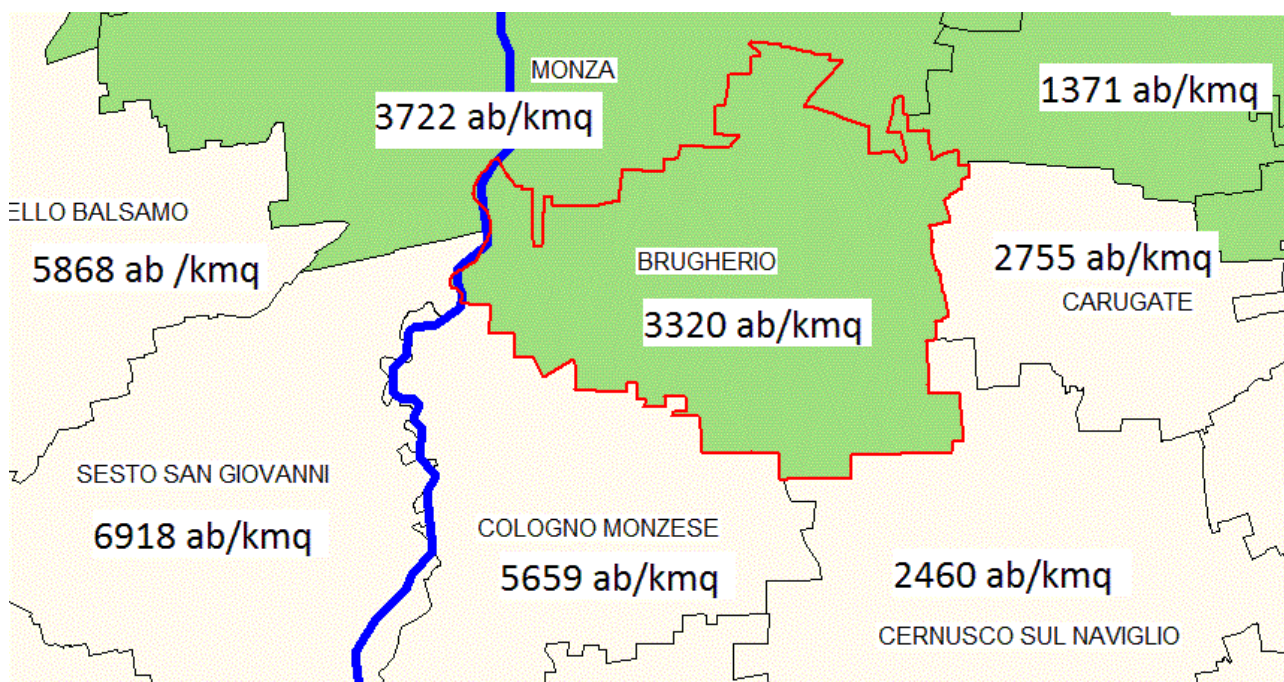 MONZA
3722 ab/kmq
1371 ab/kmq
ELLO BALSAMO
5868 ab /kmq
BRUGHERIO
3320 ab/kmq
2755 ab/kmq
CARUGATE
SESTO SAN GIOVANNI
6918 ab/kmq
COLOGNO MONZESE
5659 ab/kmq
2460 ab/kmq
CERNUSCO SUL NAVIGLIO